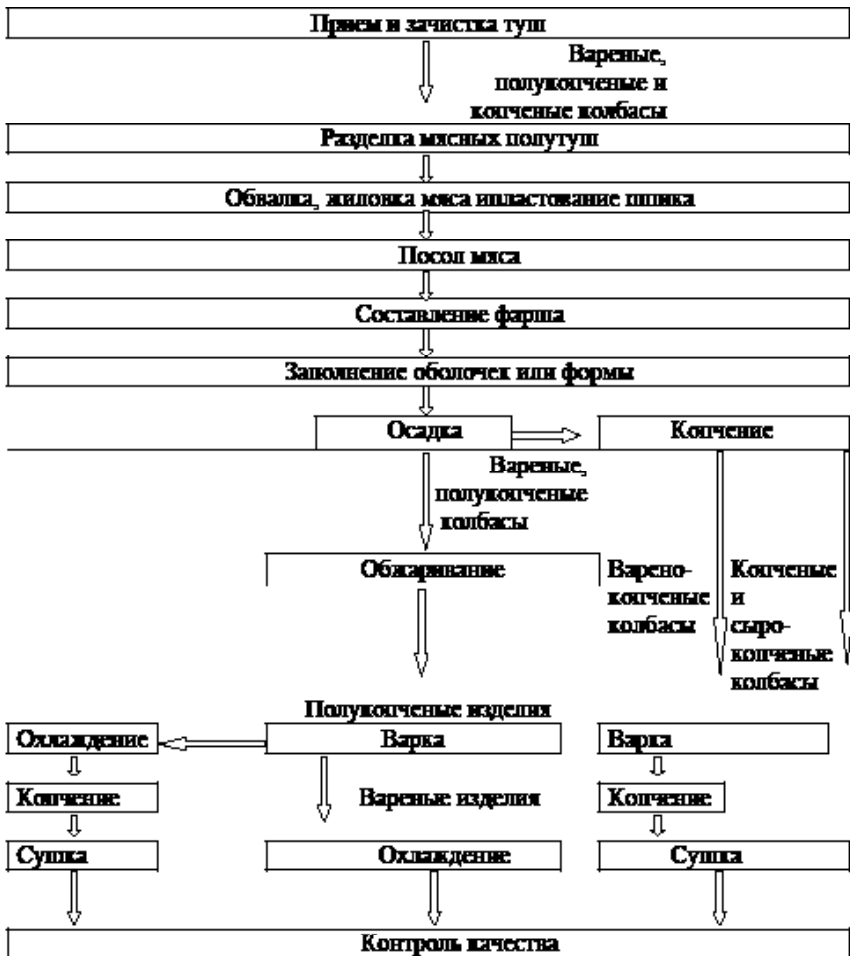 Прием и зачистка туш
Вареные,
полукопченые и
копченые колбасы
Разделка мясных полутуш
Обвалка, жиловка мяса ипластование шпика
Посол мяса
Составление фарша
Заполнение оболочек или формы
Осадка
Копчение
Вареные,
полукопченые
колбасы
Обжаривание
Варено-
копченые
колбасы
Копченые
и
сыро-
копченые
колбасы
Полукопченые изделия
Охлаждение
Варка
Варка
Копчение
Вареные изделия
Копчение
Сушка
Охлаждение
Сушка
Контроль качества